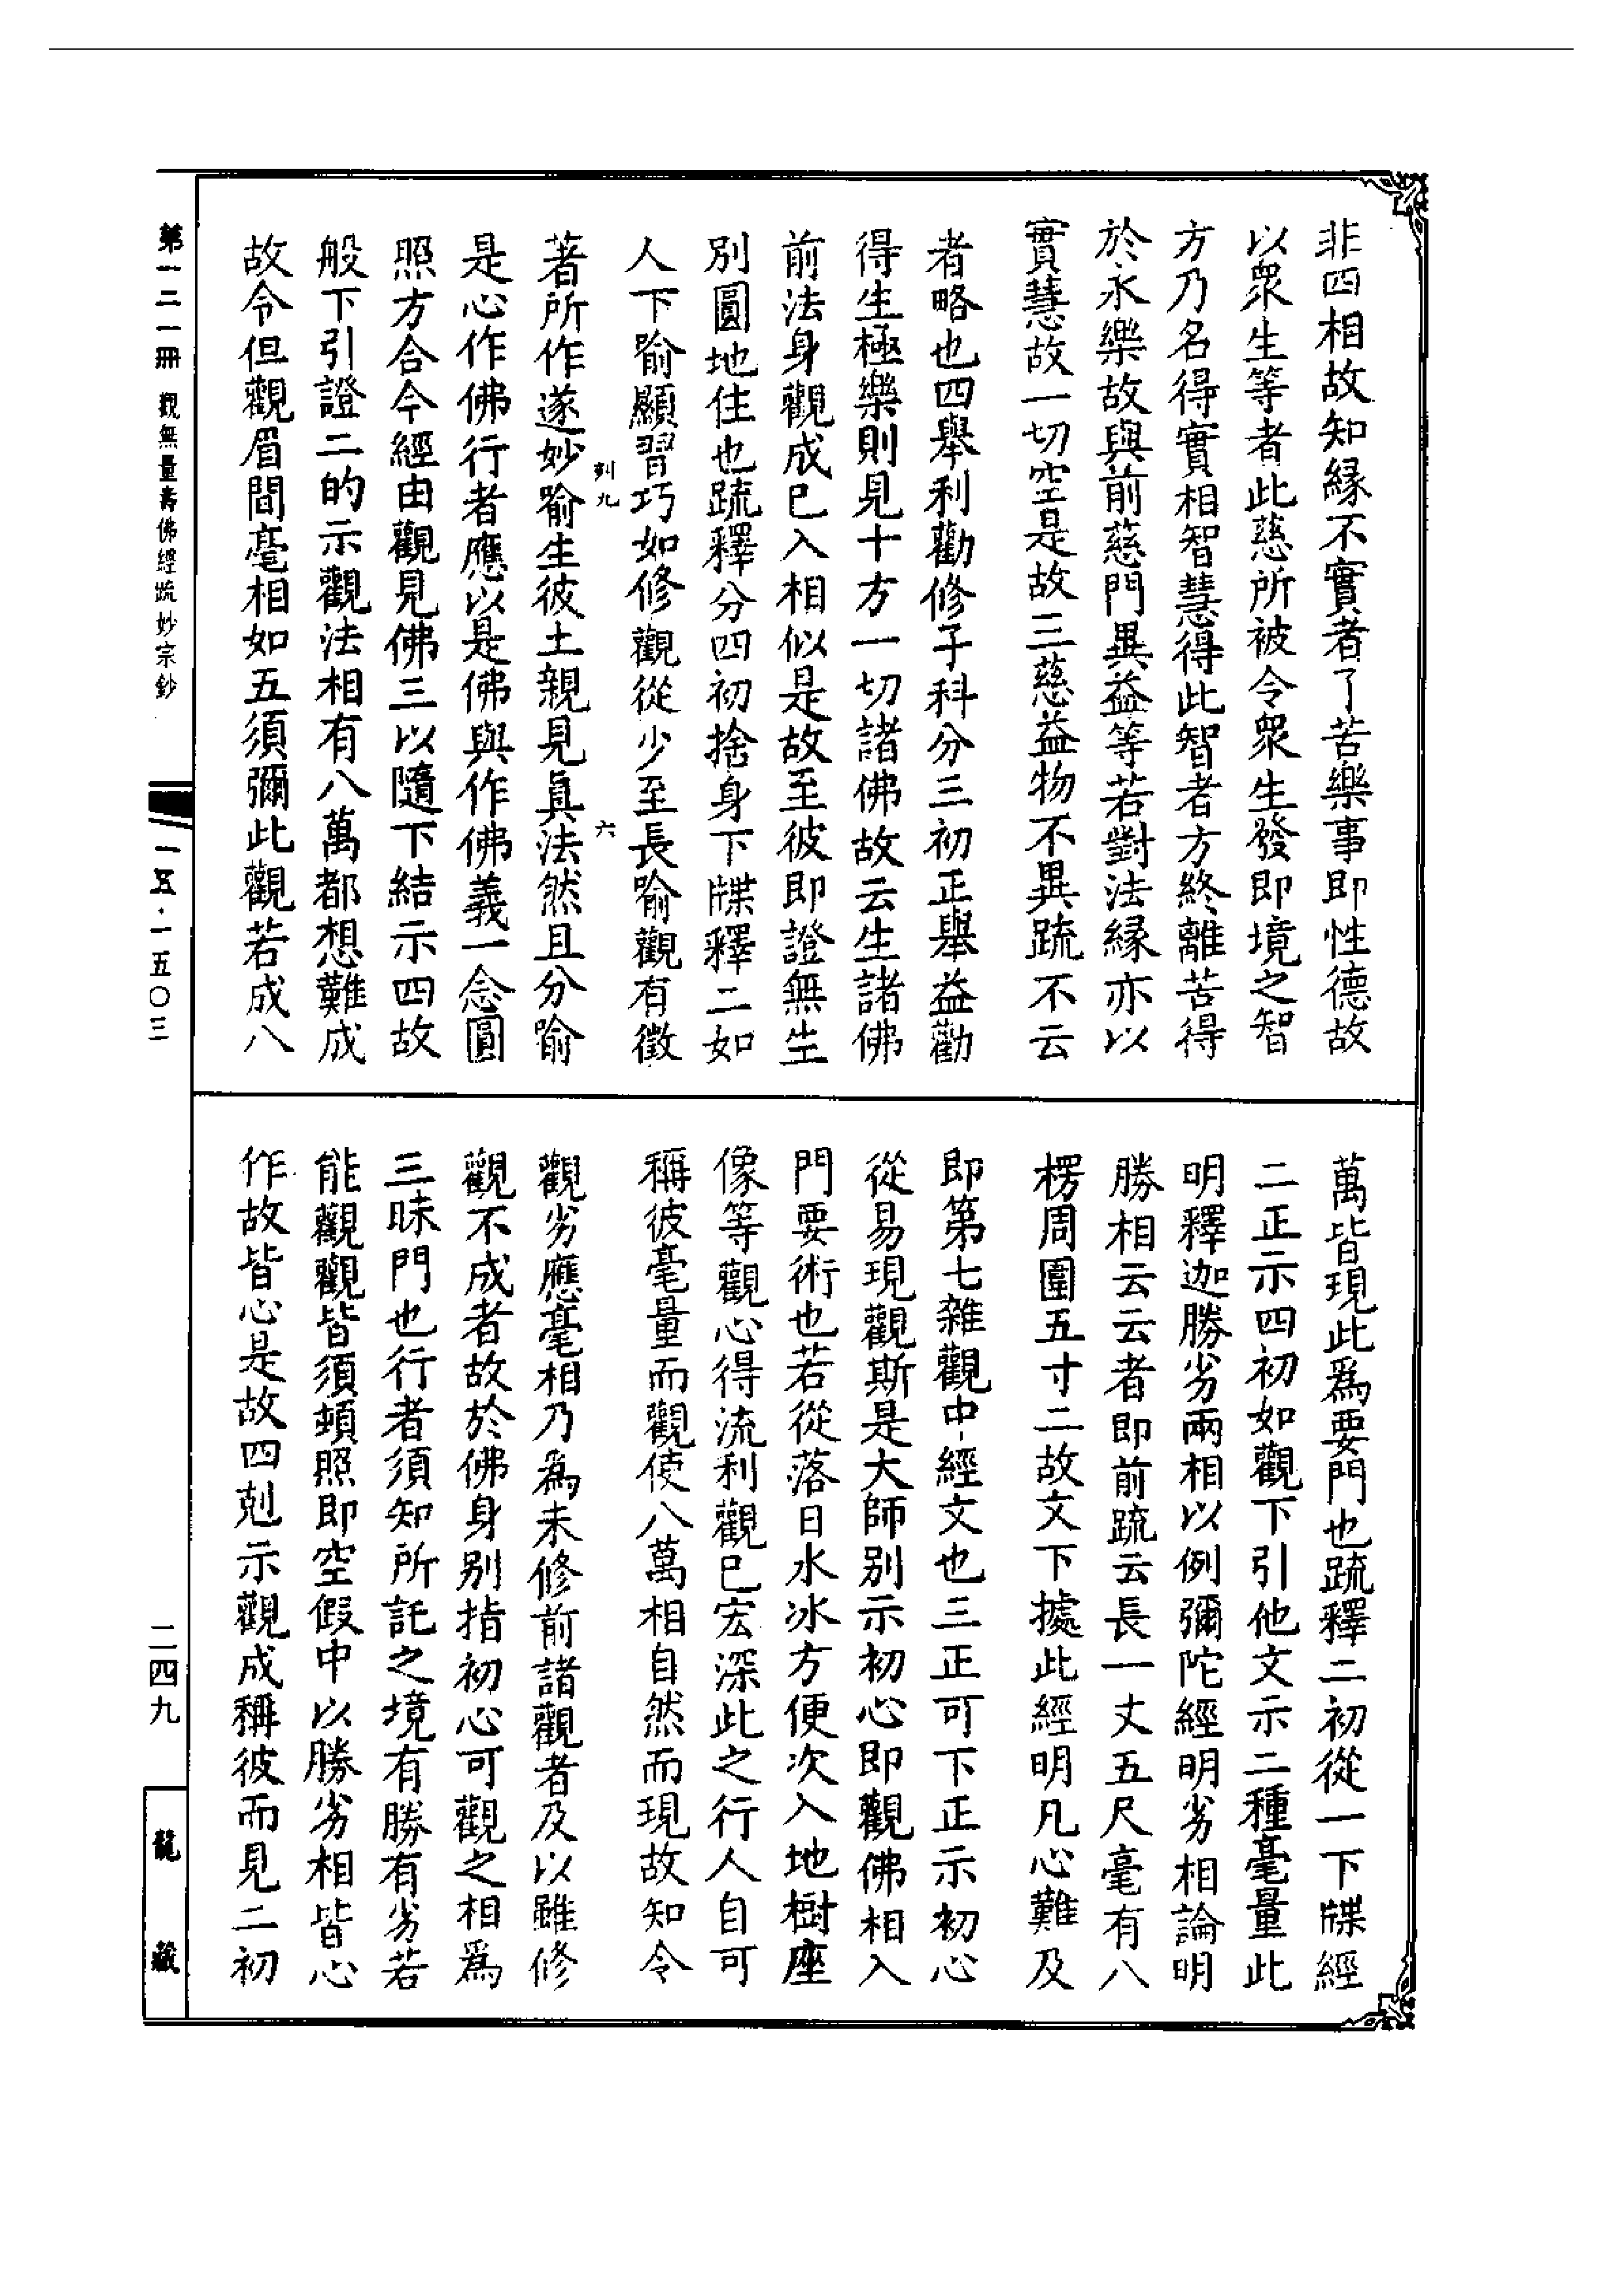 非四相故知緣不實者了苦樂事即性德故
以衆生等者此慈所被令衆生發即境之智
方乃名得實相智慧得此智者方終離苦得
於永樂故與前慈門異益等若對法緣亦以
實慧故一切空是故三慈益物不異䟽不云
者略也四舉利勸修子科分三初正舉益勸
得生極樂則見十方一切諸佛故云生諸佛
前法身觀成已入相似是故至彼即證無生
別圓地住也䟽釋分四初捨身下牒釋二如
人下喻顯習巧如修觀從少至長喻觀有徵
著所作遂妙喻生彼土親見真法然且分喻
是心作佛行者應以是佛與作佛義一念圓
照方合今經由觀見佛三以隨下結示四故
般下引證二的示觀法相有八萬都想難成
故令但觀眉間毫相如五須彌此觀若成八
萬皆現此爲要門也䟽釋二初從一下牒經
二正示四初如觀下引他文示二種毫量此
明釋迦勝劣兩相以例彌陀經明劣相論明
勝相云云者即前䟽云長一丈五尺毫有八
楞周圍五寸二故文下據此經明凡心難及
即第七雜觀中經文也三正可下正示初心
從易現觀斯是大師別示初心即觀佛相入
門要術也若從落日水冰方便次入地樹座
像等觀心得流利觀已宏深此之行人自可
稱彼毫量而觀使八萬相自然而現故知令
觀劣應毫相乃爲未修前諸觀者及以雖修
觀不成者故於佛身別指初心可觀之相爲
三昧門也行者須知所託之境有勝有劣若
能觀觀皆須頓照即空假中以勝劣相皆心
作故皆心是故四剋示觀成稱彼而見二初
刹九
六
第一二一冊 觀無量壽佛經䟽妙宗鈔
一五·一五〇三
二四九
龍藏